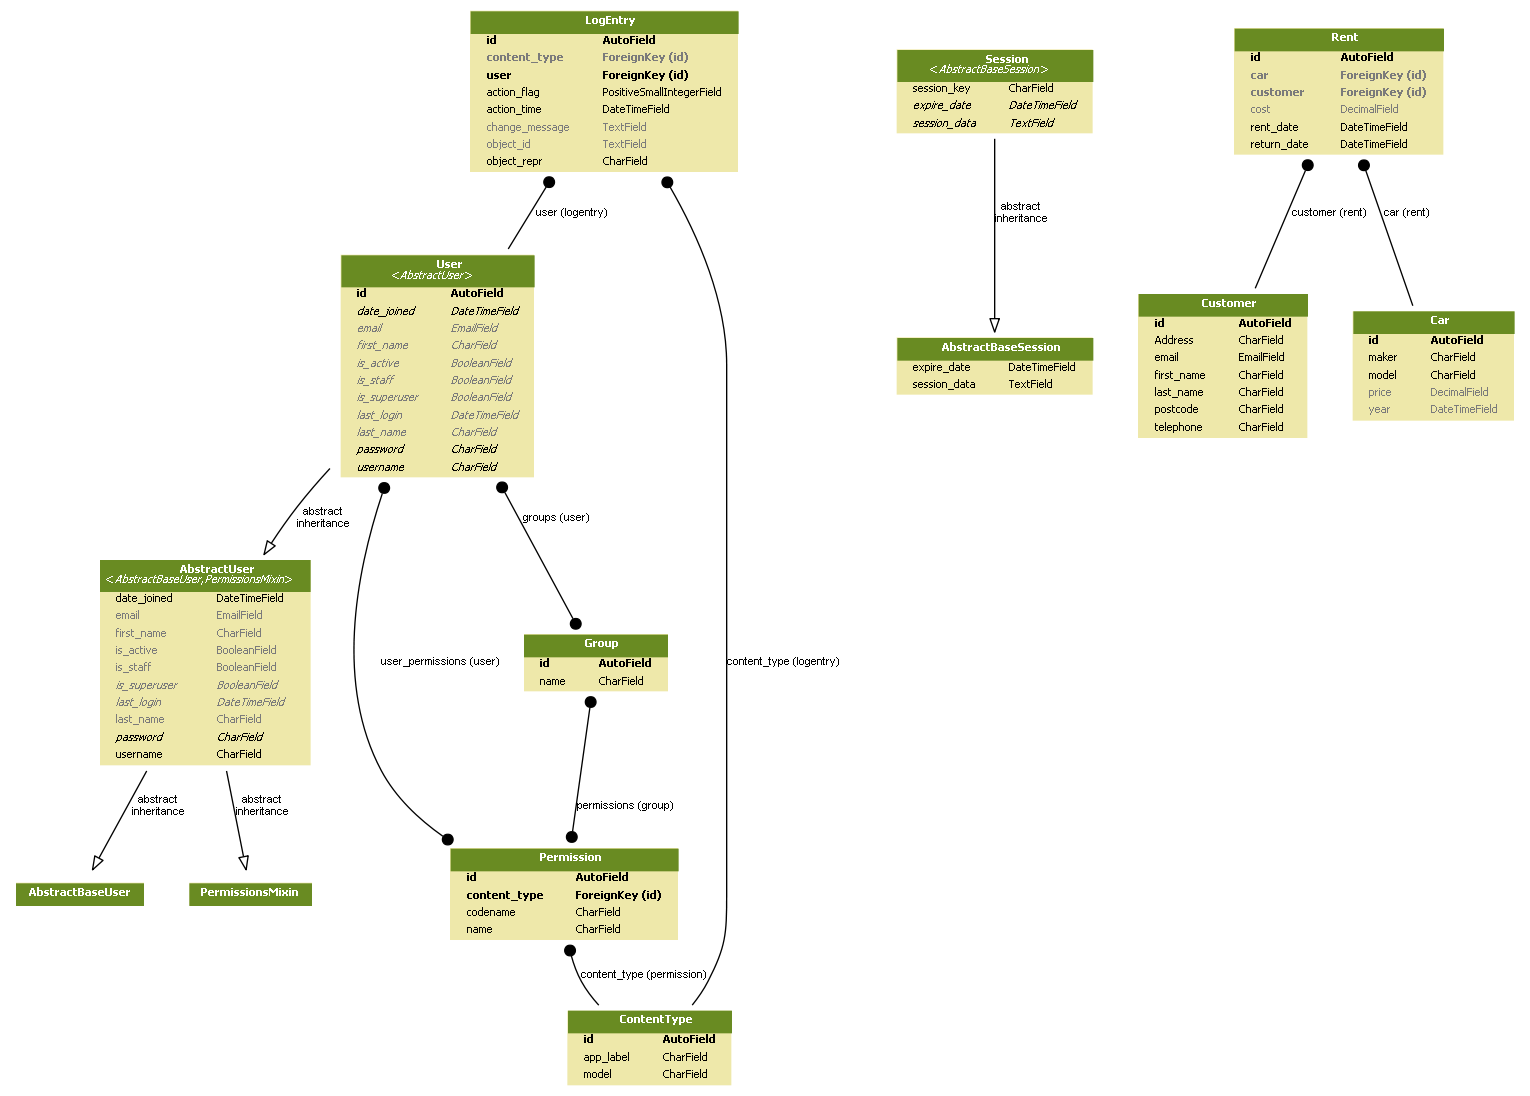 LogEntry
id AutoField
content_type ForeignKey (id)
user ForeignKey (id)
action_flag PositiveSmallIntegerField
action_time DateTimeField
change_message TextField
object_id TextField
object_repr CharField
user (logentry)
User
<AbstractUser>
id AutoField
date_joined DateTimeField
email EmailField
first_name CharField
is_active BooleanField
is_staff BooleanField
is_superuser BooleanField
last_login DateTimeField
last_name CharField
password CharField
username CharField
abstract
inheritance
groups (user)
AbstractUser
<AbstractBaseUser,PermissionsMixin>
date_joined DateTimeField
email EmailField
first_name CharField
is_active BooleanField
is_staff BooleanField
is_superuser BooleanField
last_login DateTimeField
last_name CharField
password CharField
username CharField
abstract
inheritance
abstract
inheritance
AbstractBaseUser
PermissionsMixin
user_permissions (user)
Group
id AutoField
name CharField
content_type (logentry)
permissions (group)
Permission
id AutoField
content_type ForeignKey (id)
codename CharField
name CharField
content_type (permission)
ContentType
id AutoField
app_label CharField
model CharField
Session
<AbstractBaseSession>
session_key CharField
expire_date DateTimeField
session_data TextField
abstract
inheritance
AbstractBaseSession
expire_date DateTimeField
session_data TextField
Rent
id AutoField
car ForeignKey (id)
customer ForeignKey (id)
cost DecimalField
rent_date DateTimeField
return_date DateTimeField
customer (rent)
car (rent)
Customer
id AutoField
Address CharField
email EmailField
first_name CharField
last_name CharField
postcode CharField
telephone CharField
Car
id AutoField
maker CharField
model CharField
price DecimalField
year DateTimeField